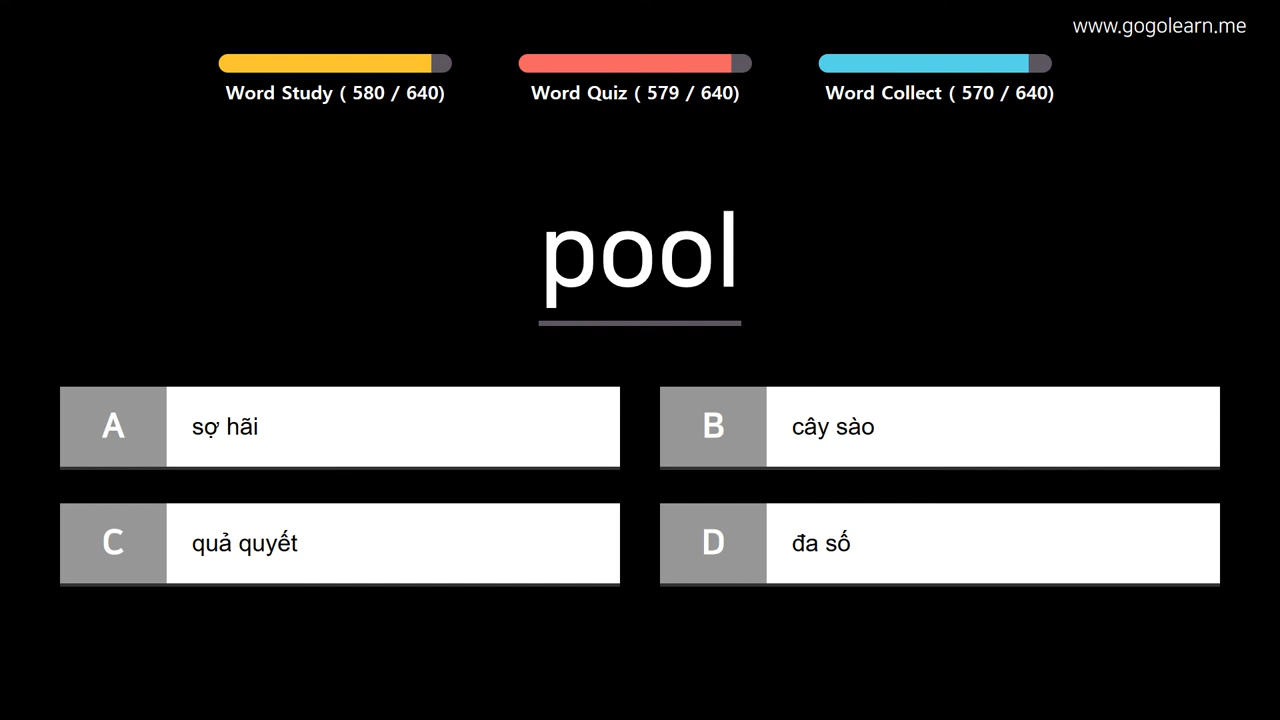 www.gogolearn.me
Word Study ( 580 / 640)
Word Quiz ( 579 / 640)
Word Collect ( 570 / 640)
pool
A
sợ hãi
B
cây sào
C
quả quyết
D
đa số